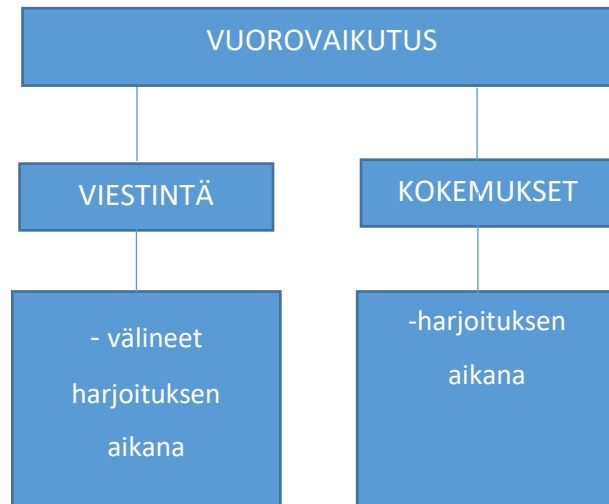 VUOROVAIKUTUS
VIESTINTÄ
KOKEMUKSET
- välineet
harjoituksen
aikana
-harjoituksen
aikana